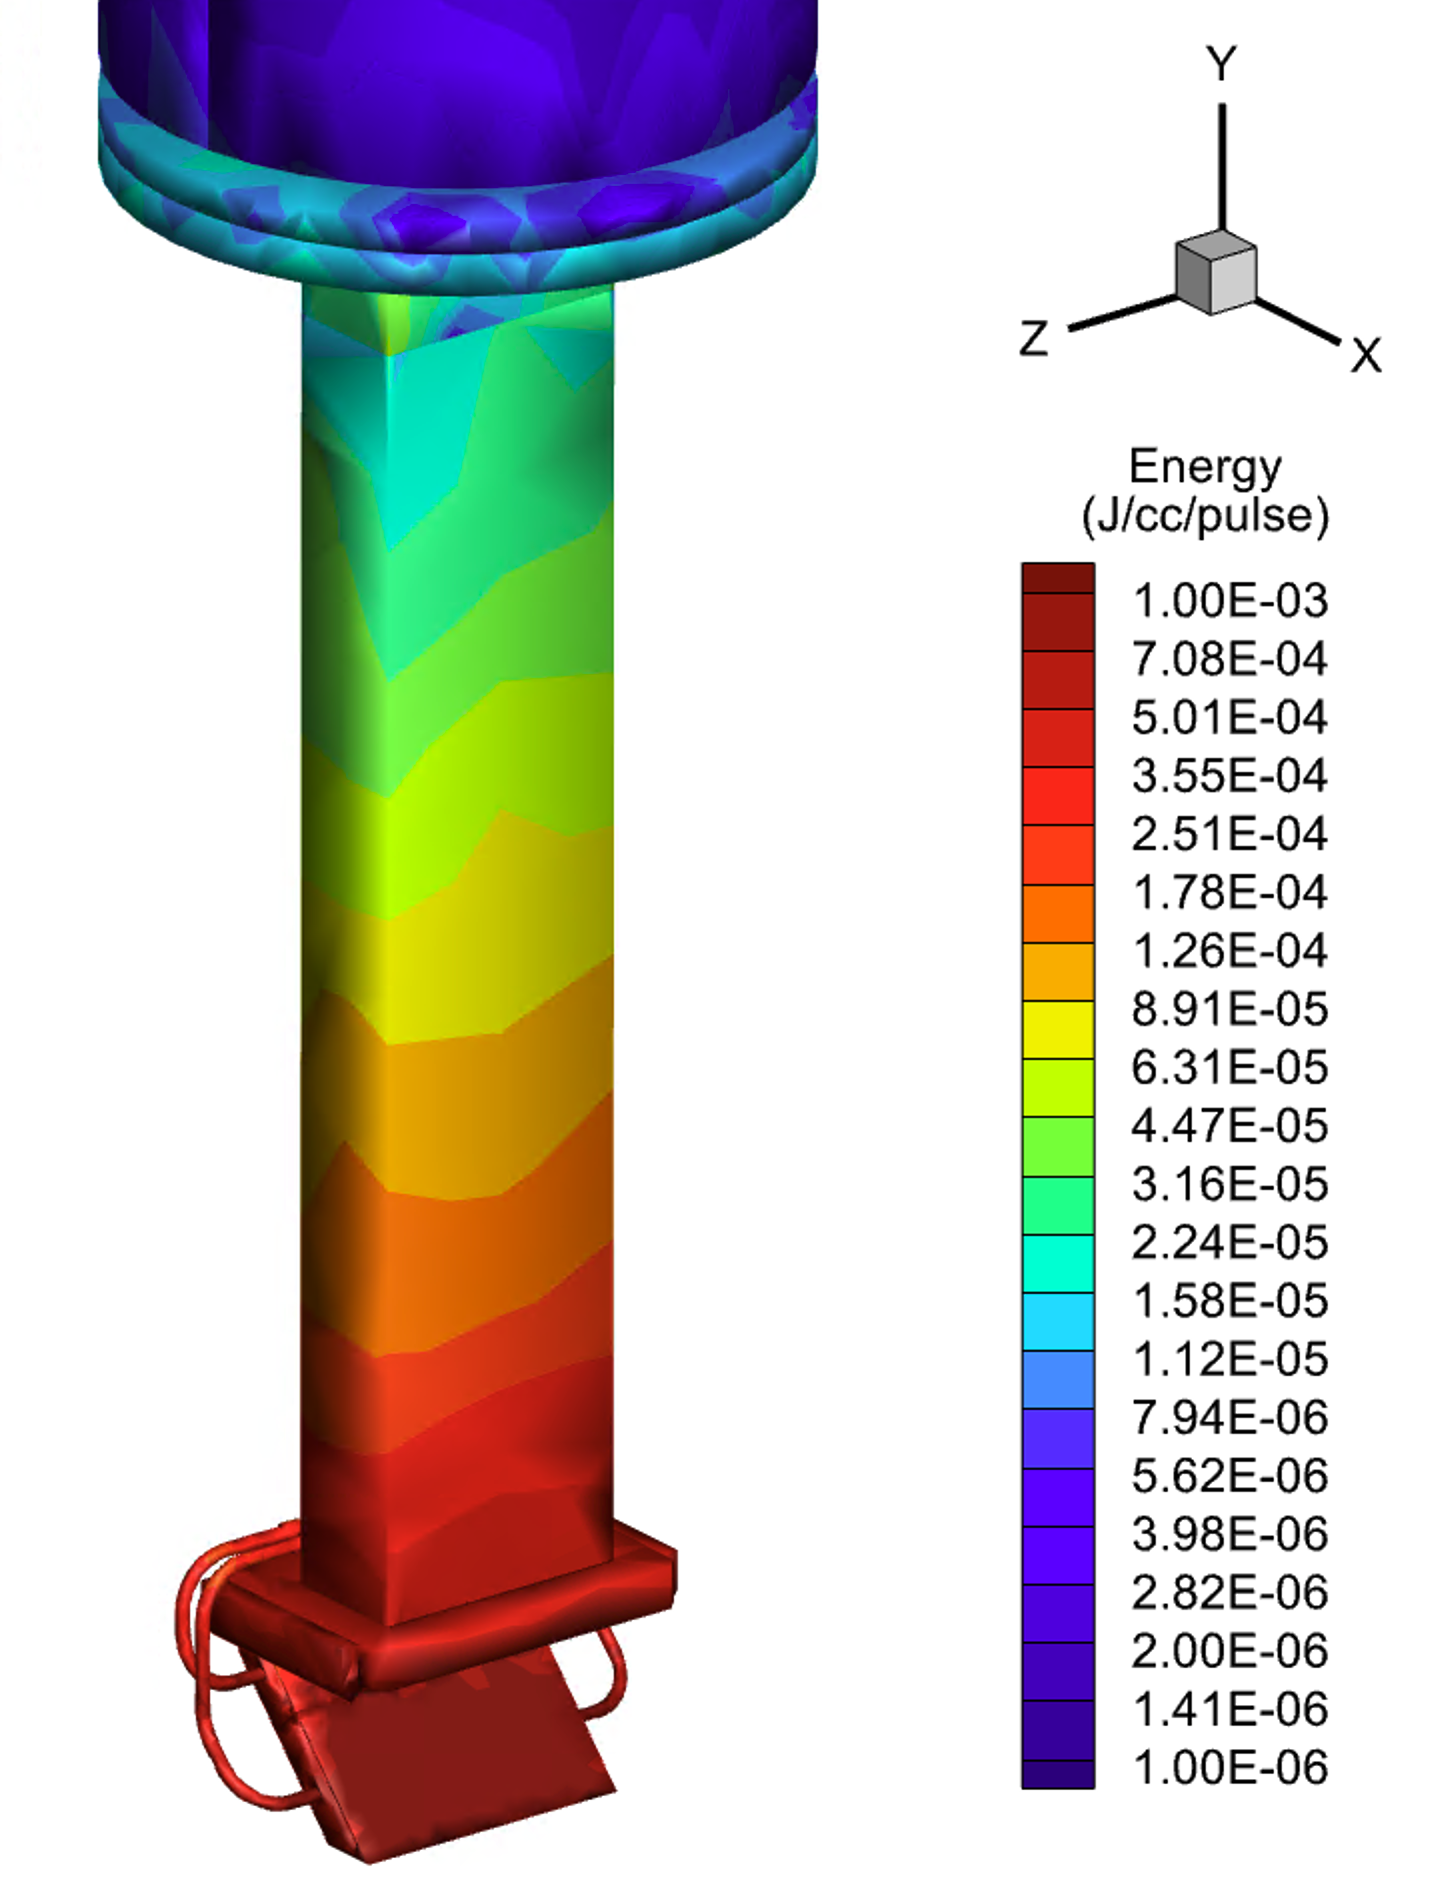 Y
Z
X
Energy
(J/cc/pulse)
1.00E-03
7.08E-04
5.01E-04
3.55E-04
2.51E-04
1.78E-04
1.26E-04
8.91E-05
6.31E-05
4.47E-05
3.16E-05
2.24E-05
1.58E-05
1.12E-05
7.94E-06
5.62E-06
3.98E-06
2.82E-06
2.00E-06
1.41E-06
1.00E-06